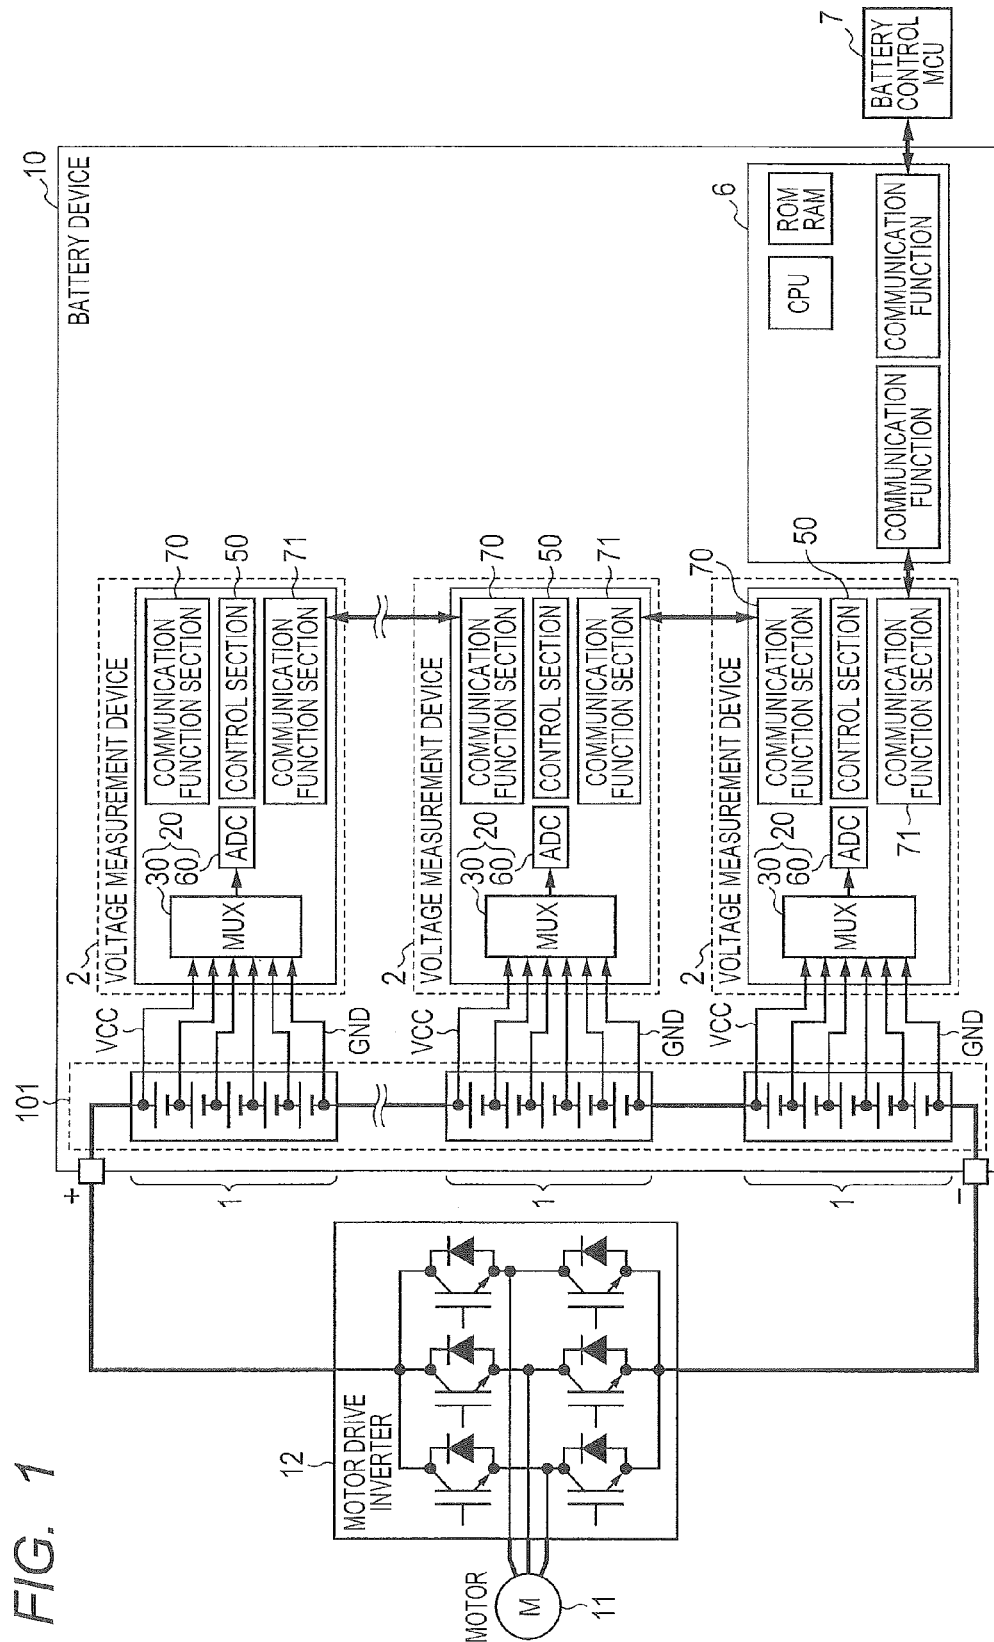 FIG. 1
10
BATTERY DEVICE
7
BATTERY
CONTROL
MCU
6
ROM
RAM
CPU
COMMUNICATION
FUNCTION
COMMUNICATION
FUNCTION
101
2
VOLTAGE MEASUREMENT DEVICE
VCC
GND
MUX
30
60
20
ADC
COMMUNICATION
FUNCTION SECTION
70
CONTROL SECTION
50
COMMUNICATION
FUNCTION SECTION
71
2
VOLTAGE MEASUREMENT DEVICE
VCC
GND
MUX
30
60
20
ADC
COMMUNICATION
FUNCTION SECTION
70
CONTROL SECTION
50
COMMUNICATION
FUNCTION SECTION
71
2
VOLTAGE MEASUREMENT DEVICE
VCC
GND
MUX
30
60
20
ADC
COMMUNICATION
FUNCTION SECTION
70
CONTROL SECTION
50
COMMUNICATION
FUNCTION SECTION
71
+
1
1
1
−
12
MOTOR DRIVE
INVERTER
MOTOR
M
11